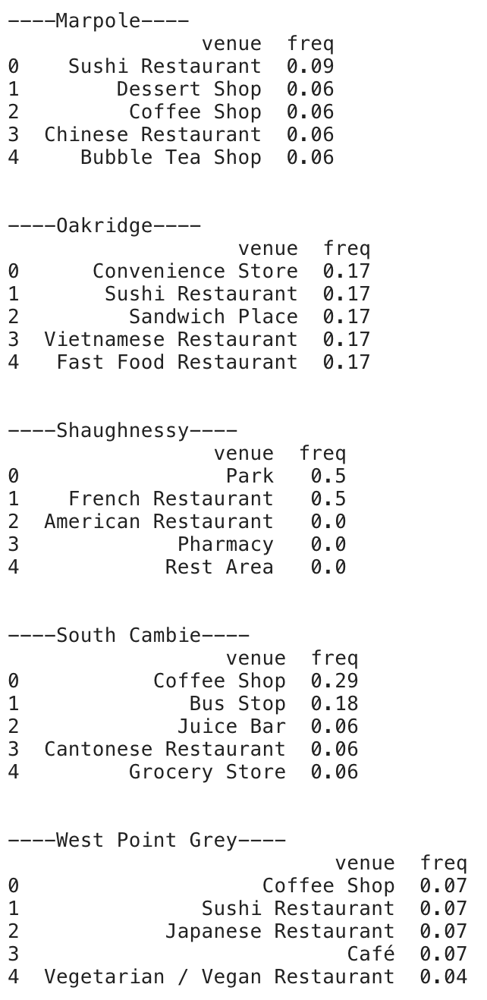 ----Marpole----
                venue  freq
0    Sushi Restaurant  0.09
1        Dessert Shop  0.06
2         Coffee Shop  0.06
3  Chinese Restaurant  0.06
4     Bubble Tea Shop  0.06
----Oakridge----
                   venue  freq
0      Convenience Store  0.17
1       Sushi Restaurant  0.17
2         Sandwich Place  0.17
3  Vietnamese Restaurant  0.17
4   Fast Food Restaurant  0.17
----Shaughnessy----
                 venue  freq
0                 Park   0.5
1    French Restaurant   0.5
2  American Restaurant   0.0
3             Pharmacy   0.0
4            Rest Area   0.0
----South Cambie----
                  venue  freq
0           Coffee Shop  0.29
1              Bus Stop  0.18
2             Juice Bar  0.06
3  Cantonese Restaurant  0.06
4         Grocery Store  0.06
----West Point Grey----
                           venue  freq
0                    Coffee Shop  0.07
1               Sushi Restaurant  0.07
2            Japanese Restaurant  0.07
3                           Café  0.07
4  Vegetarian / Vegan Restaurant  0.04